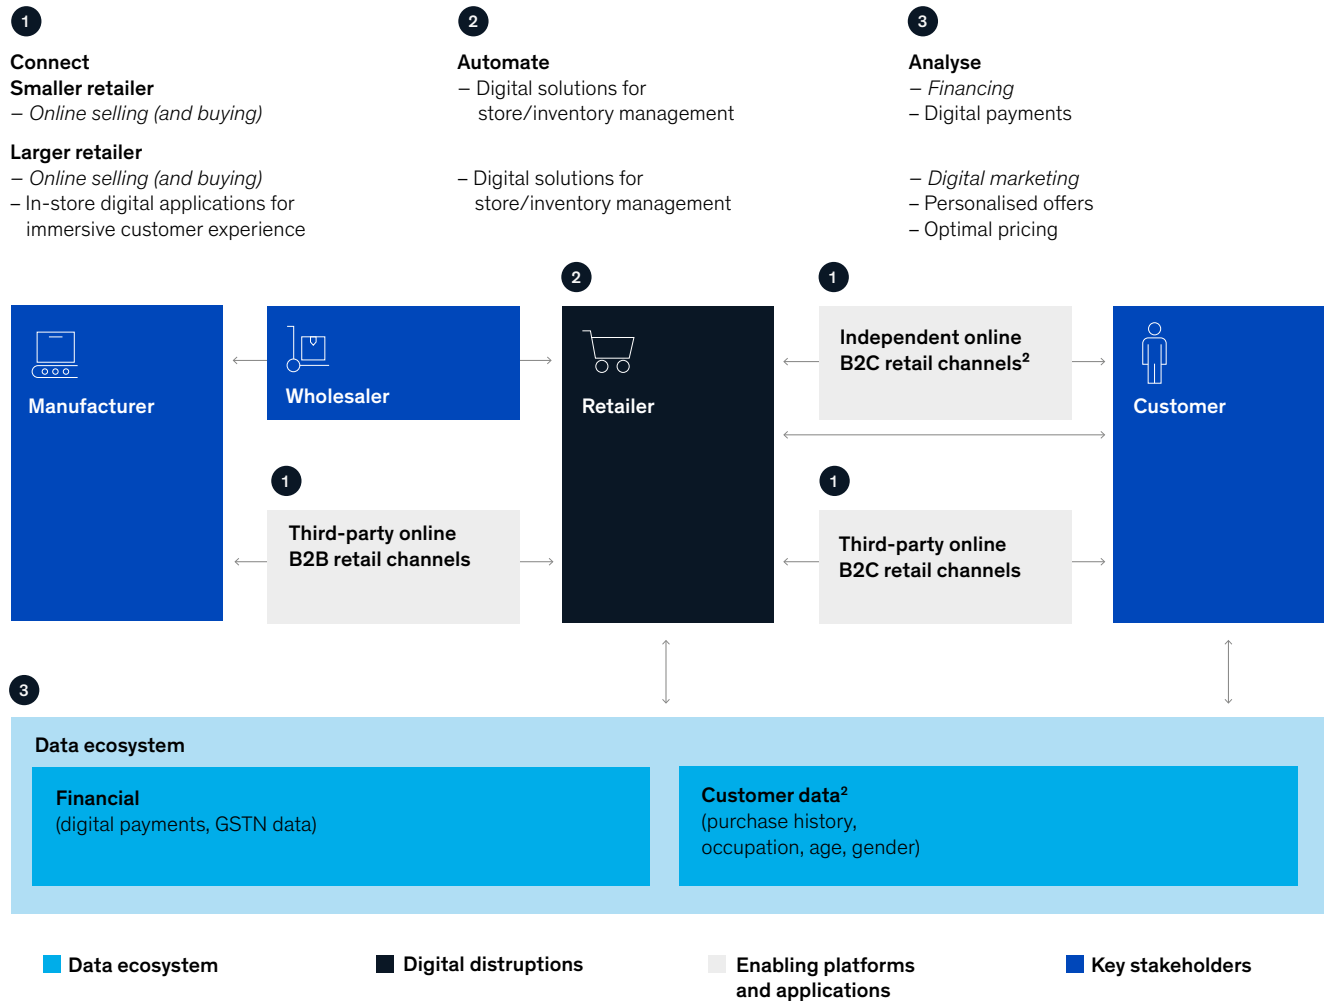 1
Connect
Smaller retailer
– Online selling (and buying)
Larger retailer
– Online selling (and buying)
– In-store digital applications for
immersive customer experience
2
Automate
– Digital solutions for
store/inventory management
– Digital solutions for
store/inventory management
3
Analyse
– Financing
– Digital payments
– Digital marketing
– Personalised offers
– Optimal pricing
Manufacturer
Wholesaler
2
Retailer
1
Independent online
B2C retail channels²
Customer
1
Third-party online
B2B retail channels
1
Third-party online
B2C retail channels
3
Data ecosystem
Financial
(digital payments, GSTN data)
Customer data²
(purchase history,
occupation, age, gender)
Data ecosystem
Digital distruptions
Enabling platforms
and applications
Key stakeholders